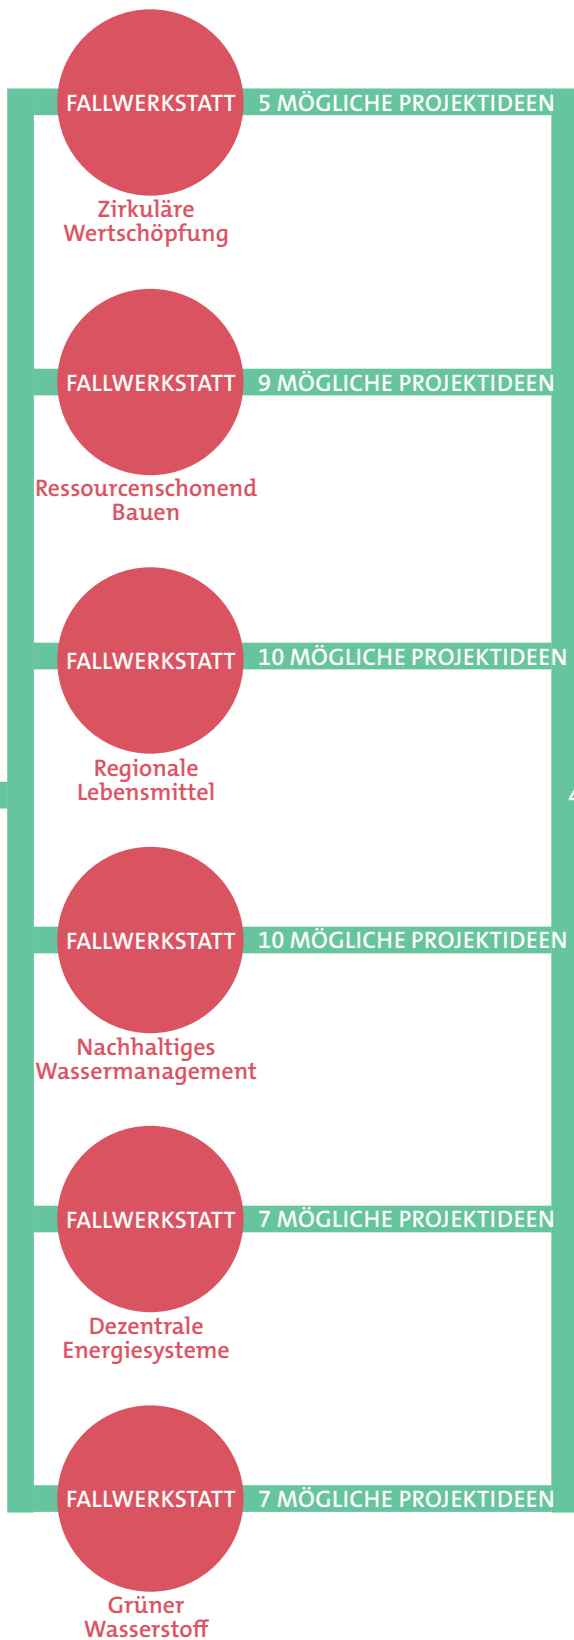 FALLWERKSTATT 5 MÖGLICHE PROJEKTIDEEN
Zirkuläre
Wertschöpfung
FALLWERKSTATT 9 MÖGLICHE PROJEKTIDEEN
Ressourcenschonend
Bauen
FALLWERKSTATT 10 MÖGLICHE PROJEKTIDEEN
Regionale
Lebensmittel
FALLWERKSTATT 10 MÖGLICHE PROJEKTIDEEN
Nachhaltiges
Wassermanagement
FALLWERKSTATT 7 MÖGLICHE PROJEKTIDEEN
Dezentrale
Energiesysteme
FALLWERKSTATT 7 MÖGLICHE PROJEKTIDEEN
Grüner
Wasserstoff